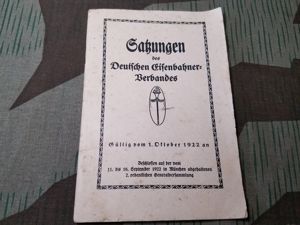 Satzungen
des
Deutschen Eisenbahner-
Verbandes
Gültig vom 1. Oktober 1922 an
Beschlossen auf der vom
11. bis 16. September 1922 in München abgehaltenen
2. ordentlichen Generalversammlung